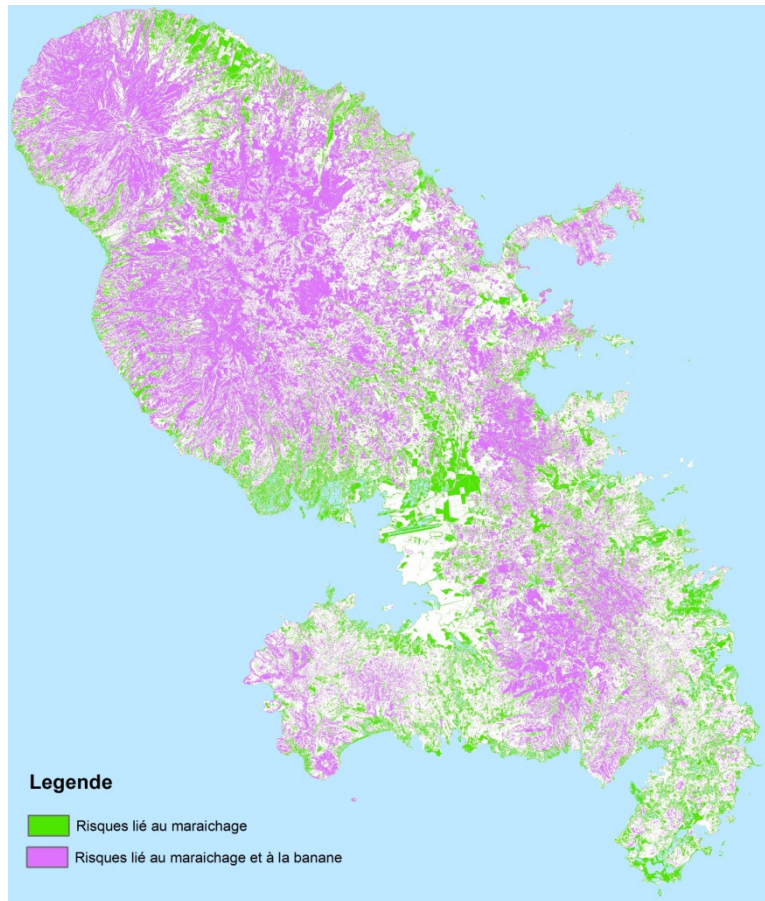 Legende
Risques lié au maraichage
Risques lié au maraichage et à la banane